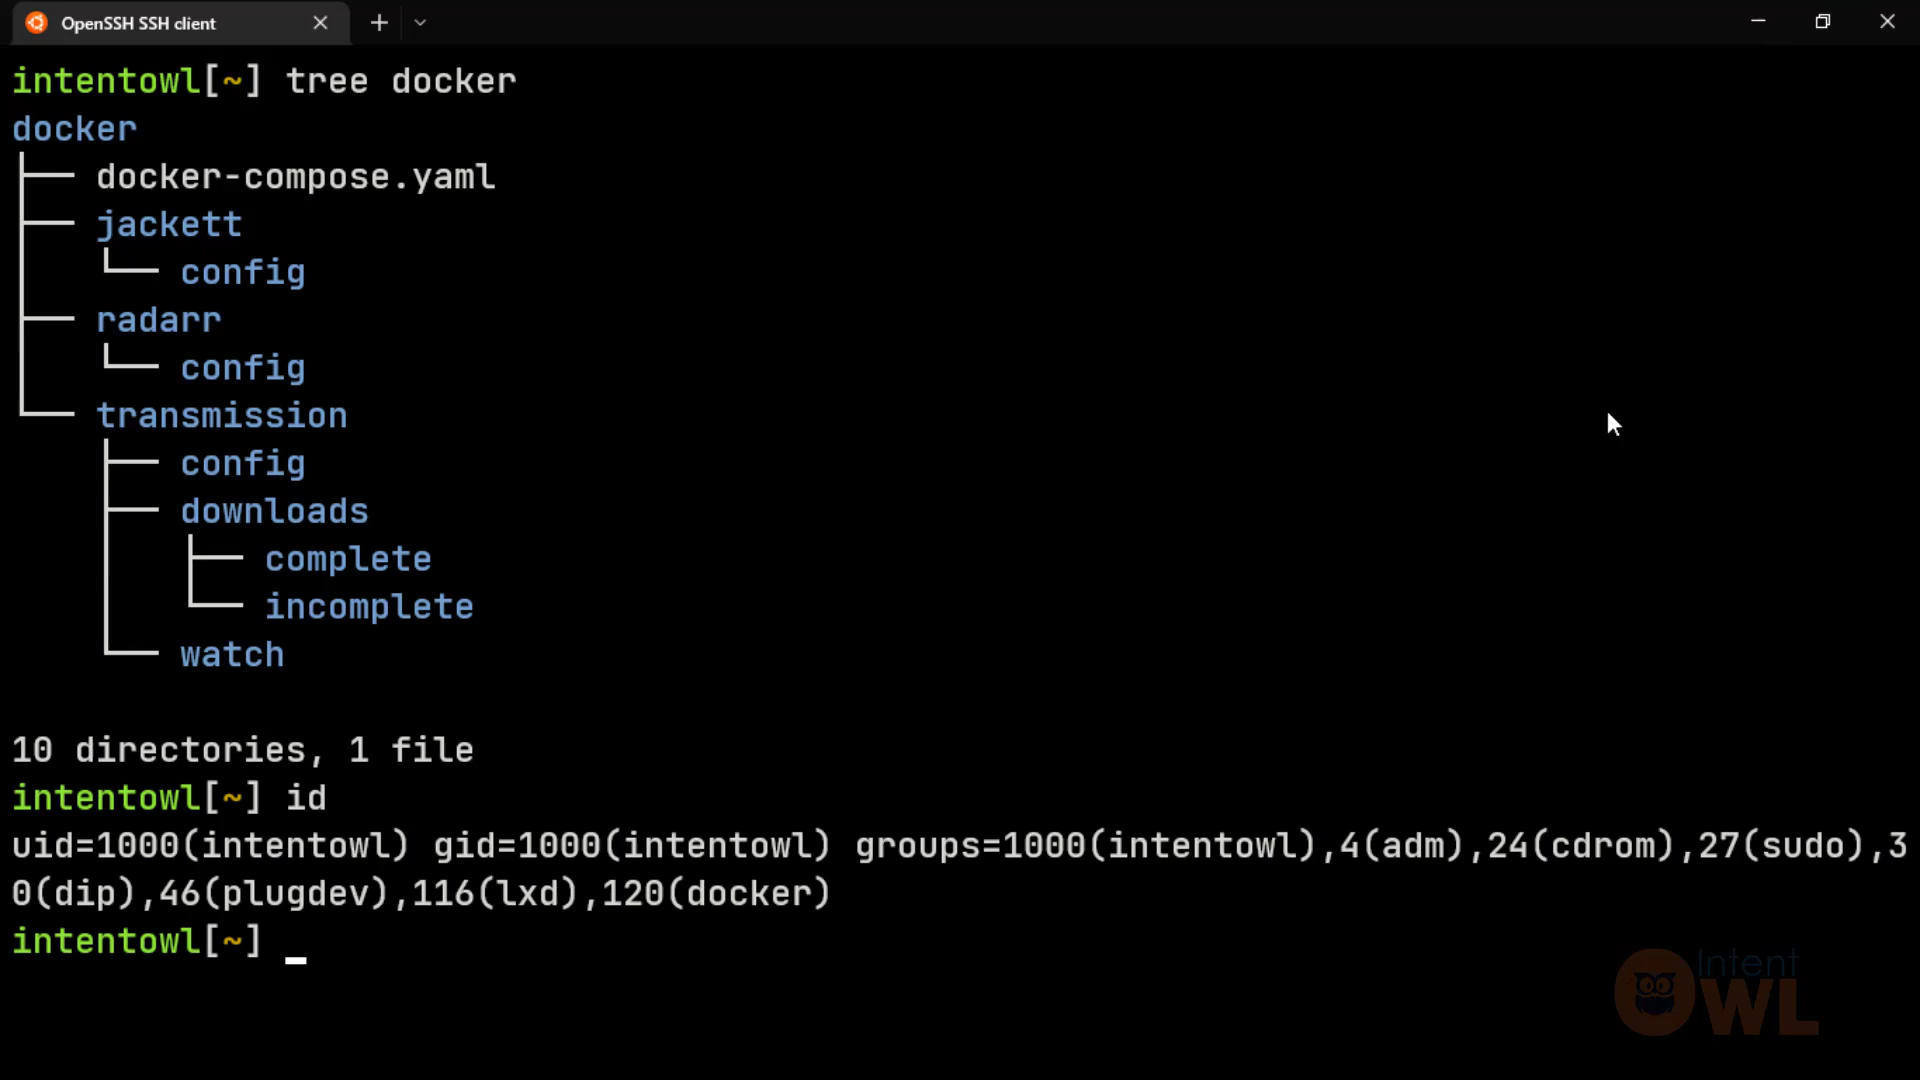 OpenSSH SSH client
intentowl[~] tree docker
docker
├── docker-compose.yaml
├── jackett
│   └── config
├── radarr
│   └── config
└── transmission
    ├── config
    ├── downloads
    │   ├── complete
    │   └── incomplete
    └── watch
10 directories, 1 file
intentowl[~] id
uid=1000(intentowl) gid=1000(intentowl) groups=1000(intentowl),4(adm),24(cdrom),27(sudo),3
0(dip),46(plugdev),116(lxd),120(docker)
intentowl[~] _
Intent
OWL